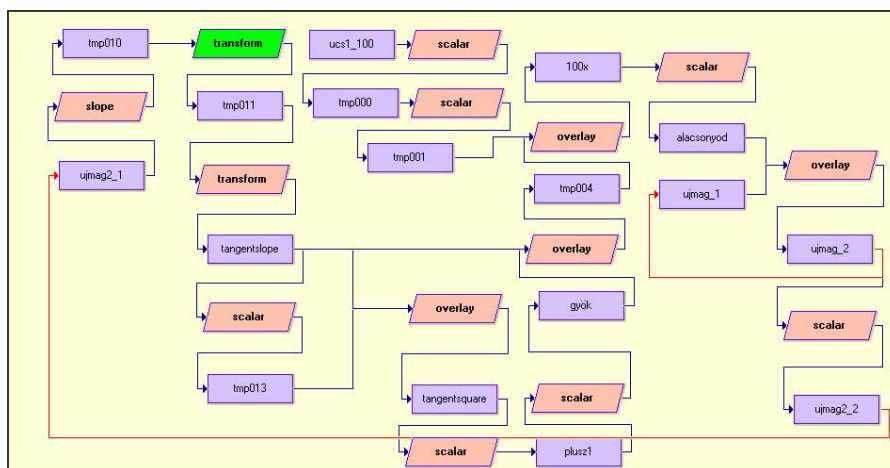 tmp010
transform
ucs1_100
scalar
100x
scalar
slope
tmp011
tmp000
scalar
overlay
alacsonyod
tmp001
overlay
ujmag2_1
transform
tmp004
ujmag_1
tangentslope
overlay
ujmag_2
scalar
overlay
gyök
scalar
tmp013
tangentsquare
scalar
ujmag2_2
scalar
plusz1